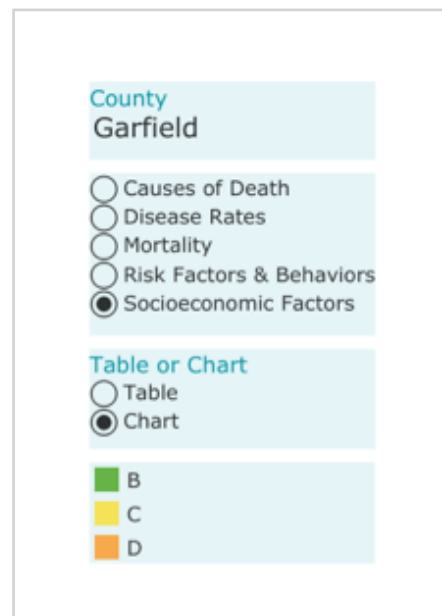 County
Garfield
Causes of Death
Disease Rates
Mortality
Risk Factors & Behaviors
Socioeconomic Factors
Table or Chart
Table
Chart
B
C
D